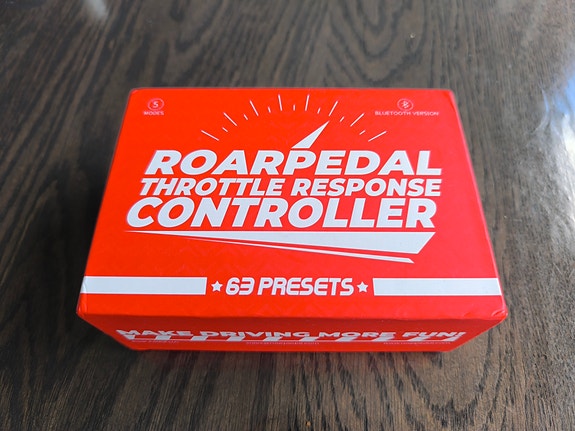 5
MODES
BLUETOOTH VERSION
ROARPEDAL
THROTTLE RESPONSE
CONTROLLER
63 PRESETS
MAKE DRIVING MORE FUN!